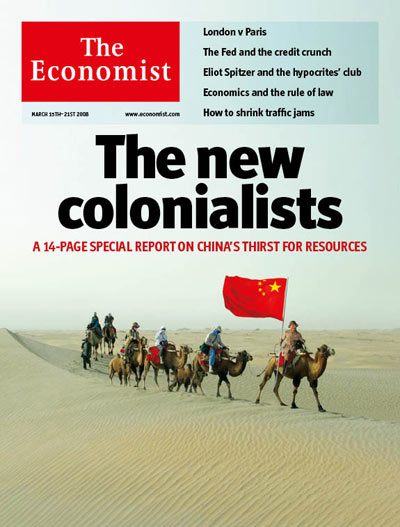 The
Economist
MARCH 15TH-21ST 2008
www.economist.com
London v Paris
The Fed and the credit crunch
Eliot Spitzer and the hypocrites' club
Economics and the rule of law
How to shrink traffic jams
The new
colonialists
A 14-PAGE SPECIAL REPORT ON CHINA'S THIRST FOR RESOURCES